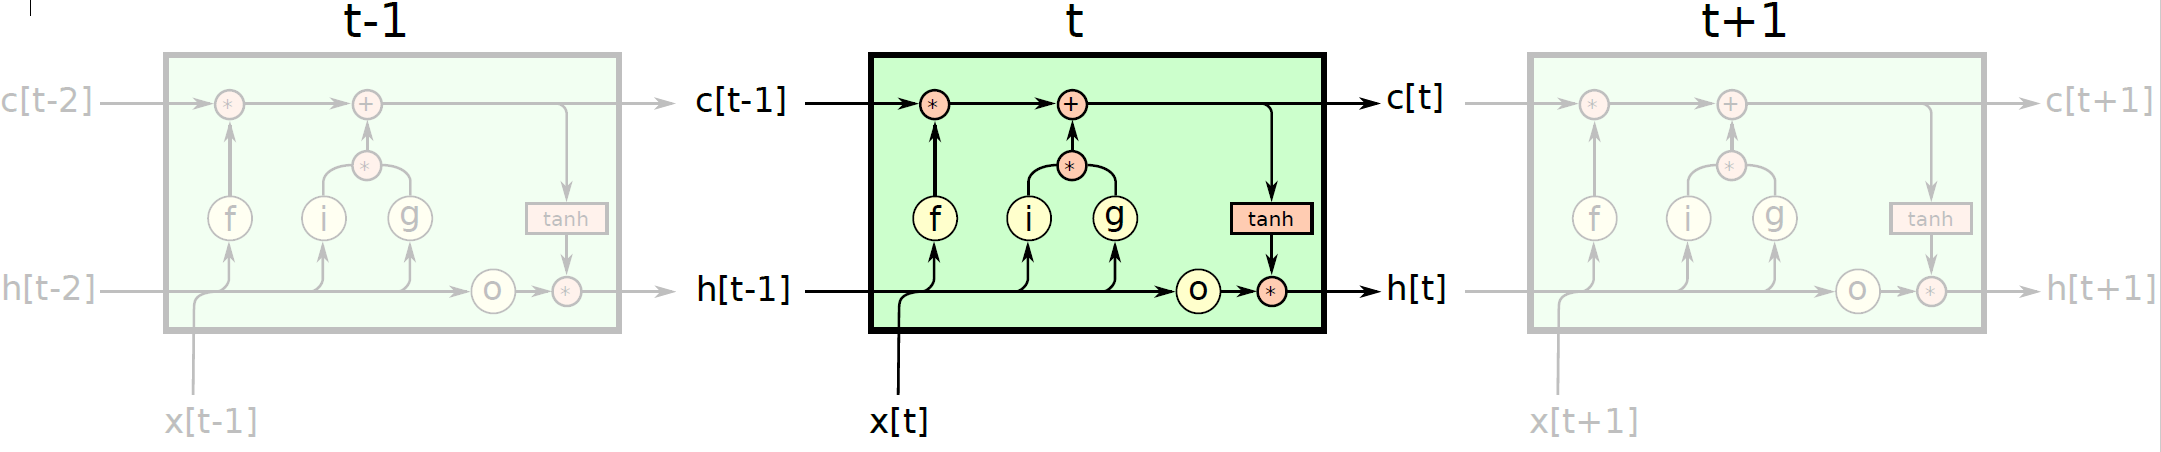 t-1 t t+1
c[t-2] * + c[t-1] * + c[t] * + c[t+1]
* * *
f i g tanh f i g tanh f i g tanh
h[t-2] o * h[t-1] o * h[t] o * h[t+1]
x[t-1] x[t] x[t+1]